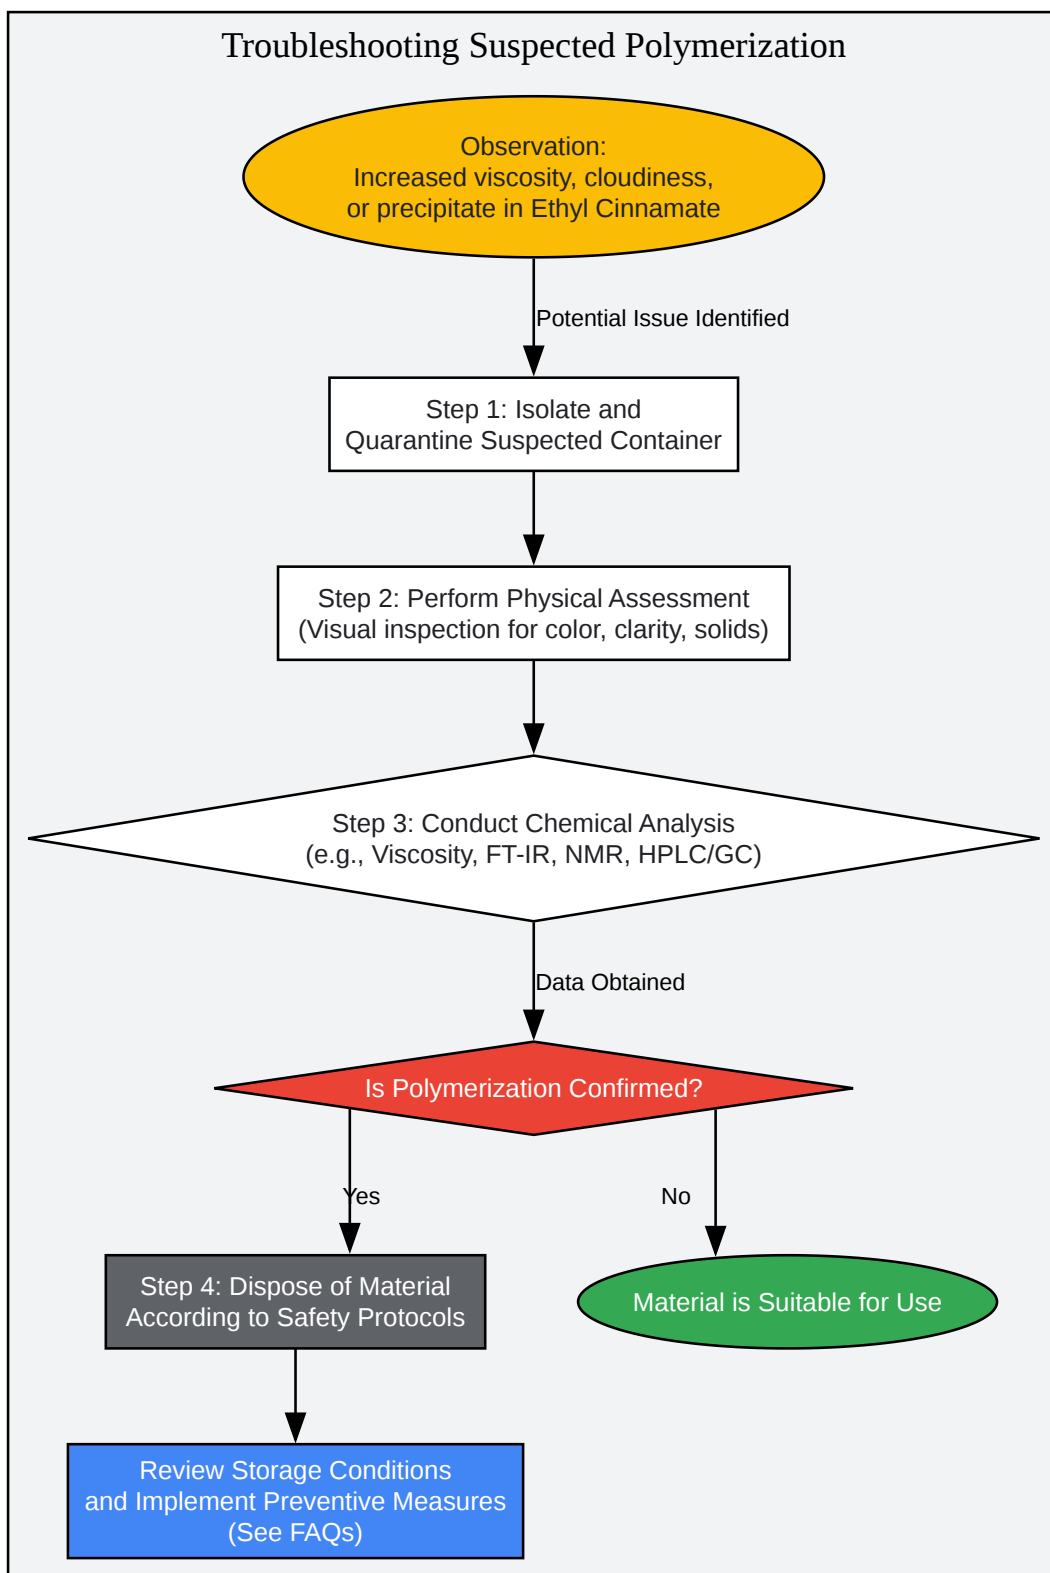 Troubleshooting Suspected Polymerization
Observation:
Increased viscosity, cloudiness,
or precipitate in Ethyl Cinnamate
Potential Issue Identified
Step 1: Isolate and
Quarantine Suspected Container
Step 2: Perform Physical Assessment
(Visual inspection for color, clarity, solids)
Step 3: Conduct Chemical Analysis
(e.g., Viscosity, FT-IR, NMR, HPLC/GC)
Data Obtained
Is Polymerization Confirmed?
Yes
No
Step 4: Dispose of Material
According to Safety Protocols
Material is Suitable for Use
Review Storage Conditions
and Implement Preventive Measures
(See FAQs)